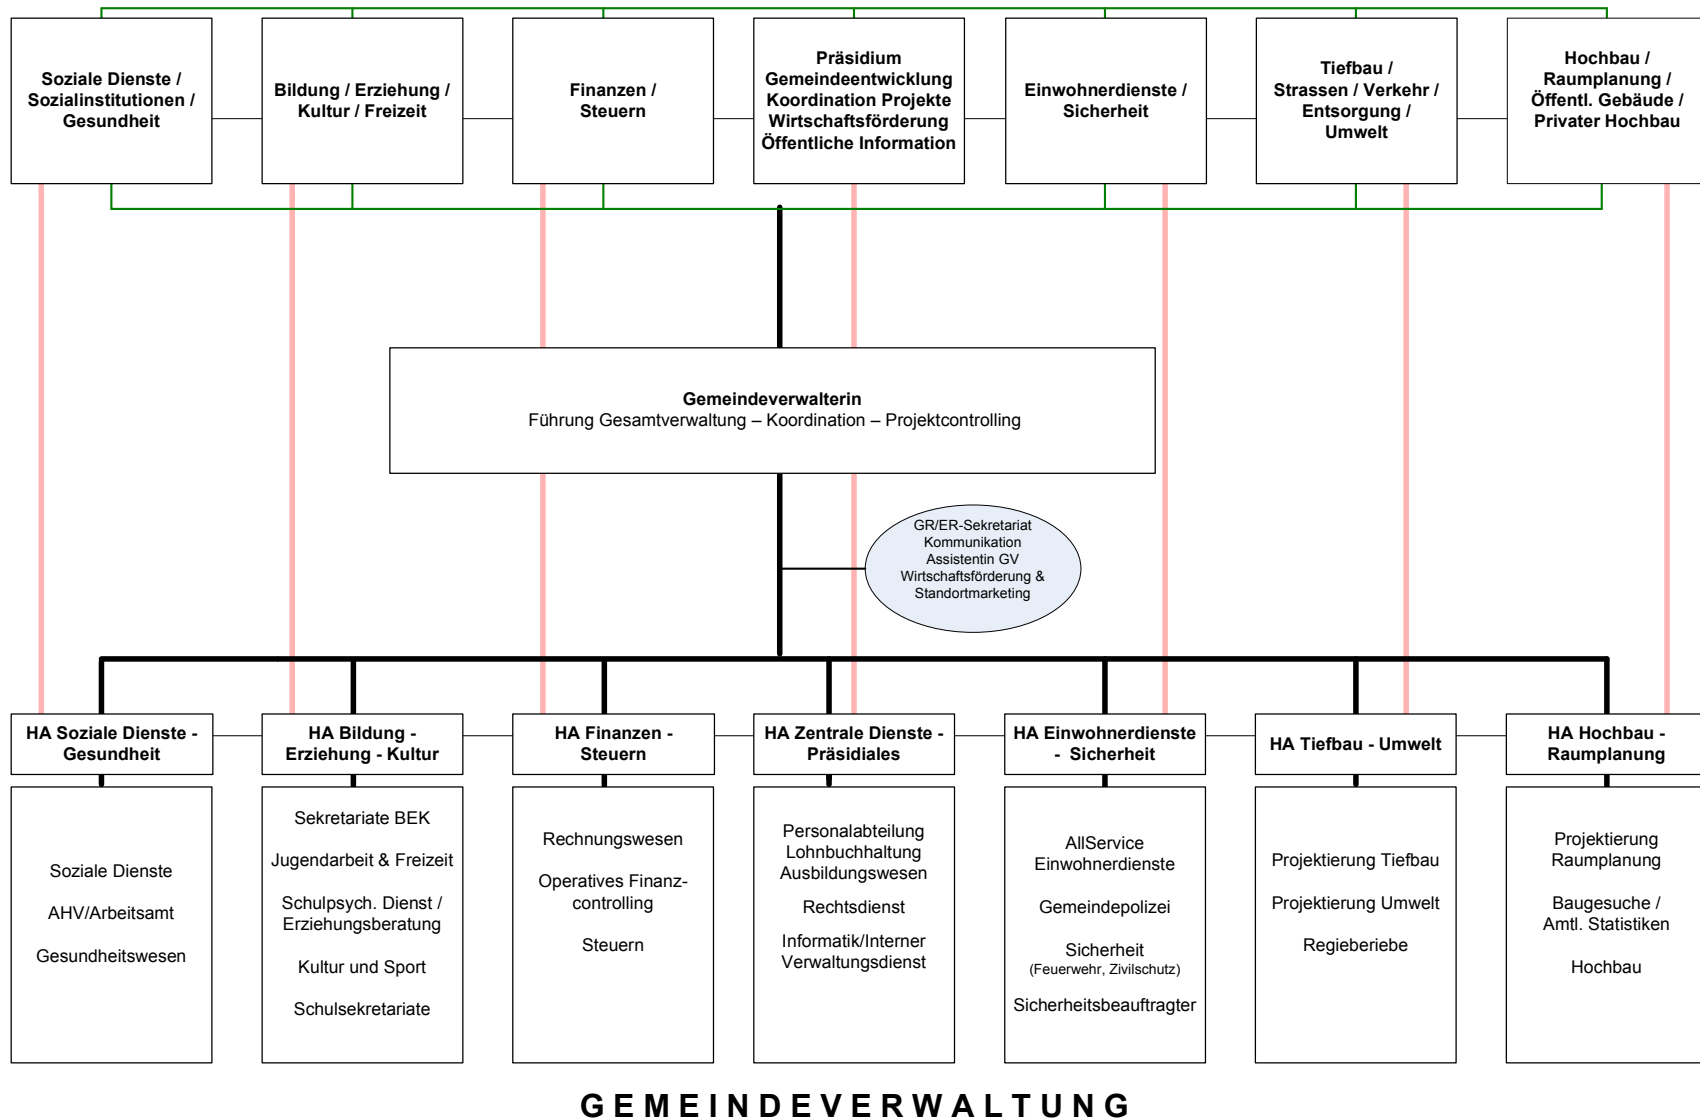 Soziale Dienste /
Sozialinstitutionen /
Gesundheit
Bildung / Erziehung /
Kultur / Freizeit
Finanzen /
Steuern
Präsidium
Gemeindeentwicklung
Koordination Projekte
Wirtschaftsförderung
Öffentliche Information
Einwohnerdienste /
Sicherheit
Tiefbau /
Strassen / Verkehr /
Entsorgung /
Umwelt
Hochbau /
Raumplanung /
Öffentl. Gebäude /
Privater Hochbau
Gemeindeverwalterin
Führung Gesamtverwaltung – Koordination – Projektcontrolling
GR/ER-Sekretariat
Kommunikation
Assistentin GV
Wirtschaftsförderung &
Standortmarketing
HA Soziale Dienste -
Gesundheit
HA Bildung -
Erziehung - Kultur
HA Finanzen -
Steuern
HA Zentrale Dienste -
Präsidiales
HA Einwohnerdienste
- Sicherheit
HA Tiefbau - Umwelt
HA Hochbau -
Raumplanung
Soziale Dienste
AHV/Arbeitsamt
Gesundheitswesen
Sekretariate BEK
Jugendarbeit & Freizeit
Schulpsych. Dienst /
Erziehungsberatung
Kultur und Sport
Schulsekretariate
Rechnungswesen
Operatives Finanz-
controlling
Steuern
Personalabteilung
Lohnbuchhaltung
Ausbildungswesen
Rechtsdienst
Informatik/Interner
Verwaltungsdienst
AllService
Einwohnerdienste
Gemeindepolizei
Sicherheit
(Feuerwehr, Zivilschutz)
Sicherheitsbeauftragter
Projektierung Tiefbau
Projektierung Umwelt
Regieberiebe
Projektierung
Raumplanung
Baugesuche /
Amtl. Statistiken
Hochbau
GEMEINDEVERWALTUNG